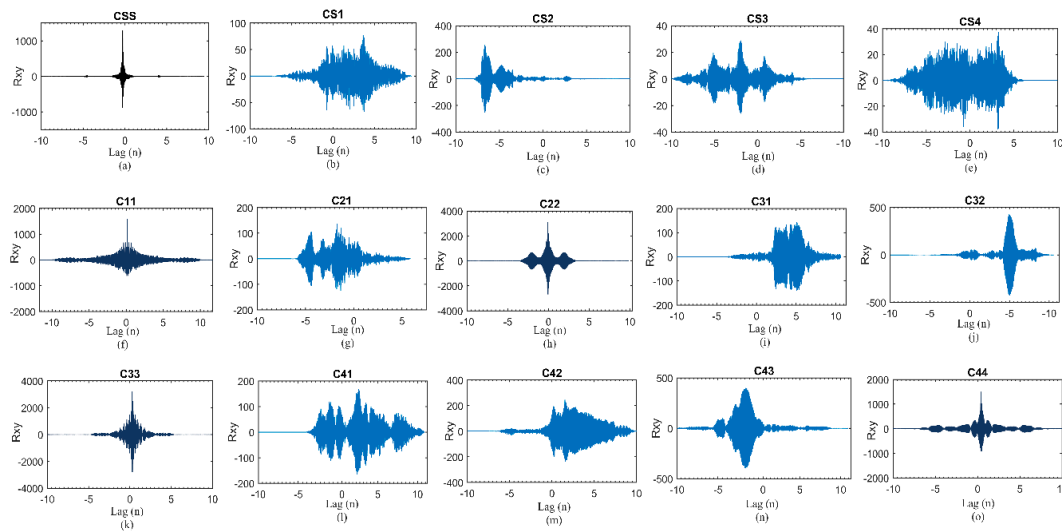 CSS
Rxy
1000
0
-1000
-10 -5 0 5 10
Lag (n)
(a)
CS1
Rxy
100
50
0
-50
100
-10 -5 0 5 10
Lag (n)
(b)
CS2
Rxy
-400
200
0
-200
400
-10 -5 0 5 10
Lag (n)
(c)
CS3
Rxy
40
20
0
-20
40
-10 -5 0 5 -10
Lag (n)
(d)
CS4
Rxy
40
20
0
-20
40
-10 -5 0 5 10
Lag (n)
(e)
C11
Rxy
2000
1000
0
-1000
-2000
-10 -5 0 5 10
Lag (n)
(f)
C21
Rxy
200
100
0
-100
200
-10 -5 0 5
Lag (n)
(g)
C22
Rxy
4000
2000
0
-2000
-4000
-10 -5 0 5 10
Lag (n)
(h)
C31
Rxy
200
100
0
-100
-200
-10 -5 0 5 10
Lag (n)
(i)
C32
Rxy
500
0
-500
-10 -5 0 -5 -10
Lag (n)
(j)
C33
Rxy
4000
2000
0
-2000
-4000
-10 -5 0 5 10
Lag (n)
(k)
C41
Rxy
200
100
0
-100
-200
-10 -5 0 5 10
Lag (n)
(l)
C42
Rxy
400
200
0
-200
-400
-10 -5 0 5 10
Lag (n)
(m)
C43
Rxy
500
0
-500
-10 -5 0 5 10
Lag (n)
(n)
C44
Rxy
2000
1000
0
-1000
-2000
-10 -5 0 5 10
Lag (n)
(o)